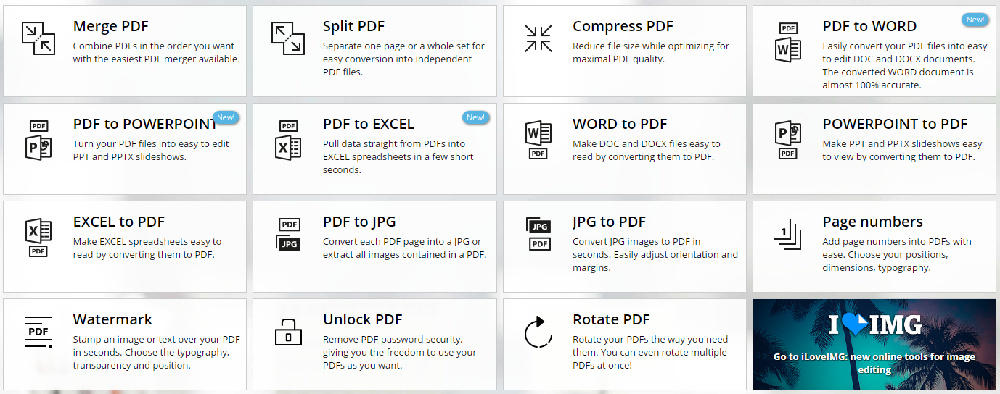 Merge PDF
Combine PDFs in the order you want
with the easiest PDF merger available.
Split PDF
Separate one page or a whole set for
easy conversion into independent
PDF files.
Compress PDF
Reduce file size while optimizing for
maximal PDF quality.
New!
PDF
W
PDF to WORD
Easily convert your PDF files into easy
to edit DOC and DOCX documents.
The converted WORD document is
almost 100% accurate.
New!
PDF
P
PDF to POWERPOINT
Turn your PDF files into easy to edit
PPT and PPTX slideshows.
New!
PDF
X
PDF to EXCEL
Pull data straight from PDFs into
EXCEL spreadsheets in a few short
seconds.
W
PDF
WORD to PDF
Make DOC and DOCX files easy to
read by converting them to PDF.
P
PDF
POWERPOINT to PDF
Make PPT and PPTX slideshows easy
to view by converting them to PDF.
X
PDF
EXCEL to PDF
Make EXCEL spreadsheets easy to
read by converting them to PDF.
PDF
JPG
PDF to JPG
Convert each PDF page into a JPG or
extract all images contained in a PDF.
JPG
PDF
JPG to PDF
Convert JPG images to PDF in
seconds. Easily adjust orientation and
margins.
1
Page numbers
Add page numbers into PDFs with
ease. Choose your positions,
dimensions, typography.
PDF
Watermark
Stamp an image or text over your PDF
in seconds. Choose the typography,
transparency and position.
Unlock PDF
Remove PDF password security,
giving you the freedom to use your
PDFs as you want.
Rotate PDF
Rotate your PDFs the way you need
them. You can even rotate multiple
PDFs at once!
I IMG
Go to iLoveIMG: new online tools for image
editing